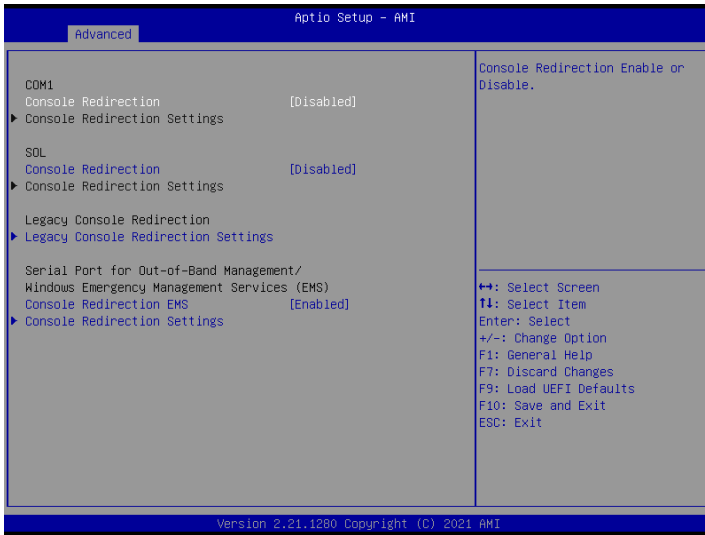 Aptio Setup – AMI
Advanced
COM1
Console Redirection [Disabled]
Console Redirection Settings
SOL
Console Redirection [Disabled]
Console Redirection Settings
Legacy Console Redirection
Legacy Console Redirection Settings
Serial Port for Out-of-Band Management/
Windows Emergency Management Services (EMS)
Console Redirection EMS [Enabled]
Console Redirection Settings
Console Redirection Enable or
Disable.
↔: Select Screen
↑↓: Select Item
Enter: Select
+/-: Change Option
F1: General Help
F7: Discard Changes
F9: Load UEFI Defaults
F10: Save and Exit
ESC: Exit
Version 2.21.1280 Copyright (C) 2021 AMI